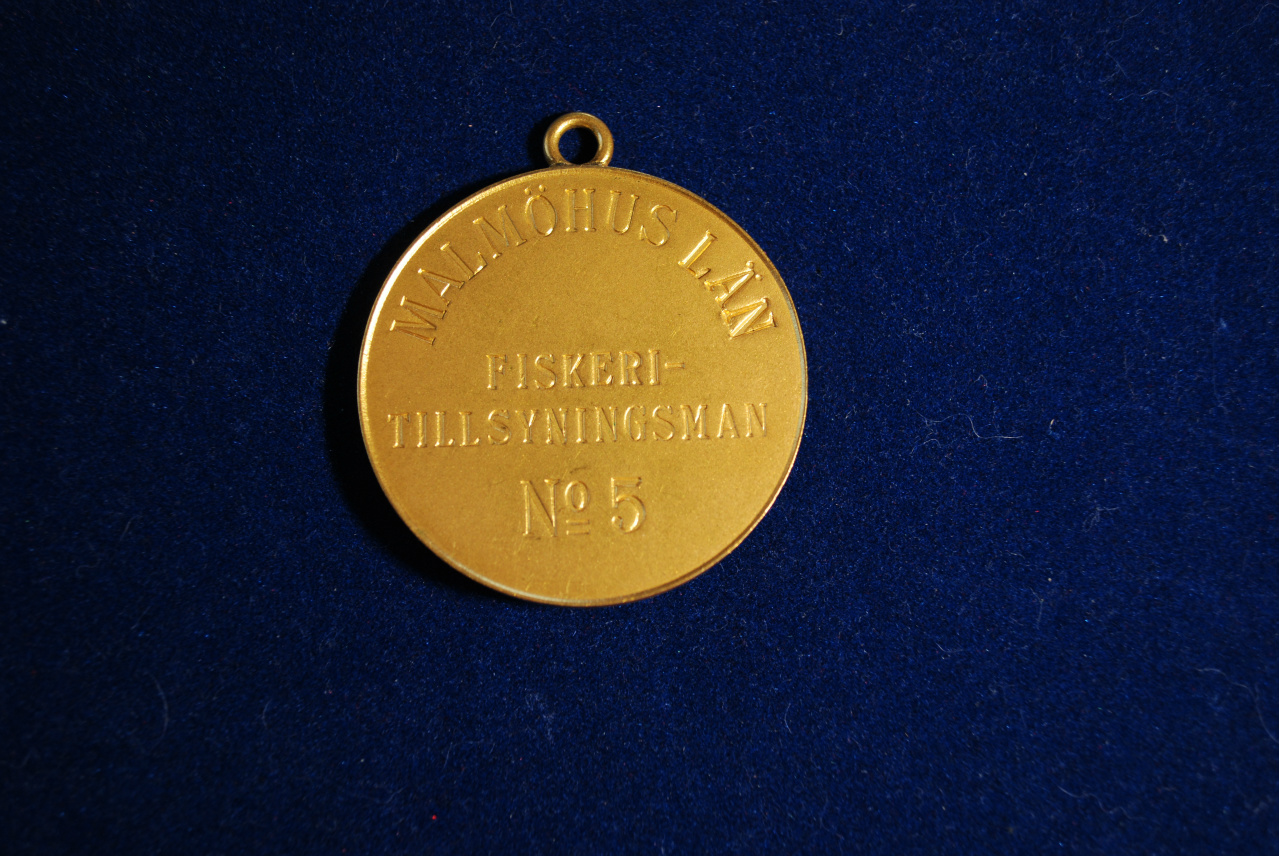 MALMÖHUS LÄN
FISKERI-
TILLSYNINGSMAN
Nº 5